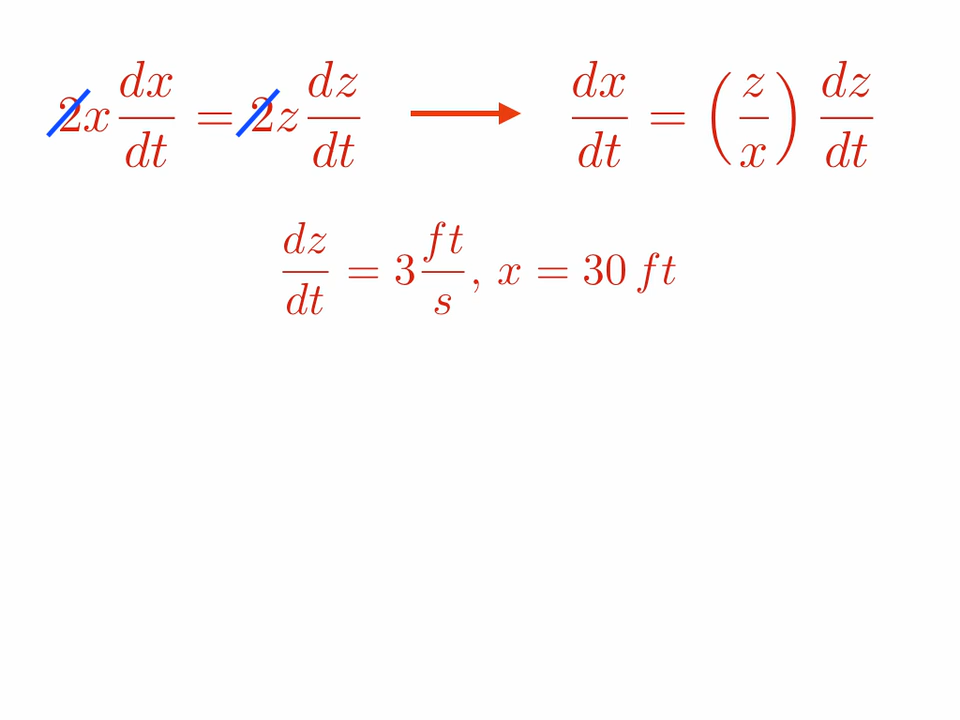 2x dx/dt = 2z dz/dt → dx/dt = (z/x) dz/dt
dz/dt = 3 ft/s, x = 30 ft